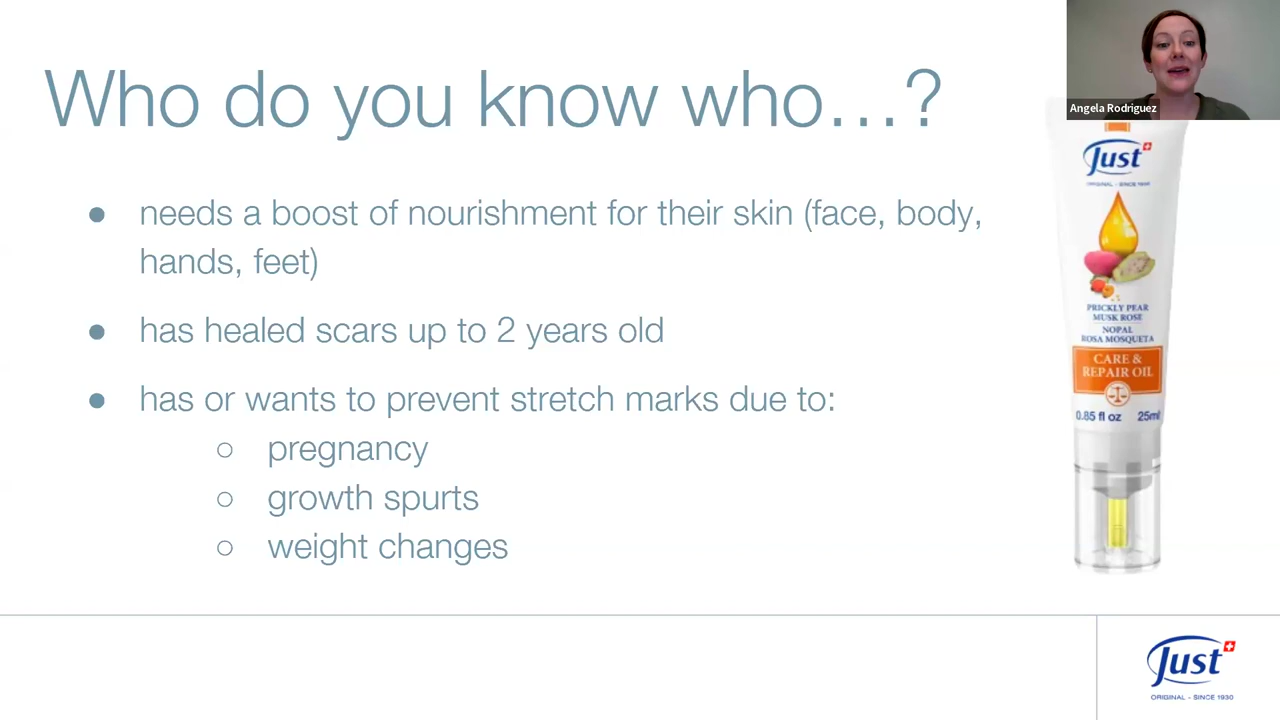 Who do you know who...?
● needs a boost of nourishment for their skin (face, body,
hands, feet)
● has healed scars up to 2 years old
● has or wants to prevent stretch marks due to:
○ pregnancy
○ growth spurts
○ weight changes
Angela Rodriguez
Just
ORIGINAL - SINCE 1930
PRICKLY PEAR
MUSK ROSE
NOPAL
ROSA MOSQUETA
CARE &
REPAIR OIL
0.85 fl oz 25ml
Just
ORIGINAL - SINCE 1930